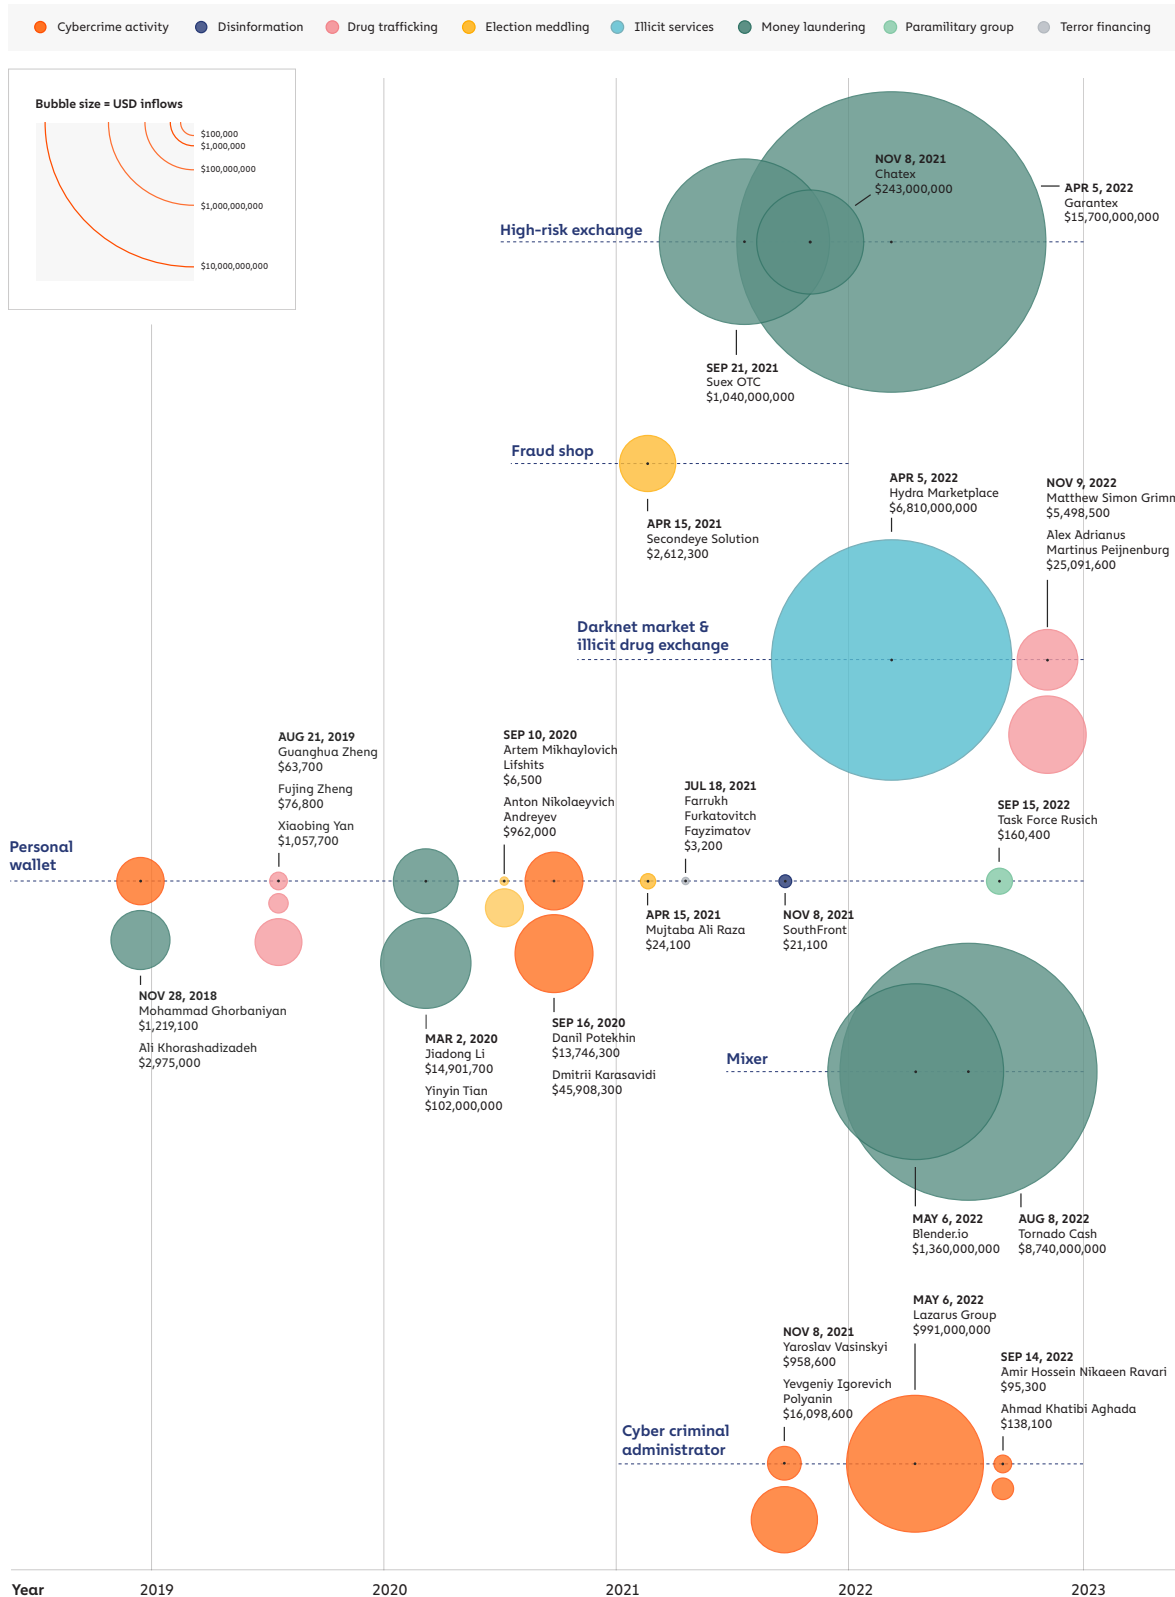 Cybercrime activity
Disinformation
Drug trafficking
Election meddling
Illicit services
Money laundering
Paramilitary group
Terror financing
Bubble size = USD inflows
$100,000
$1,000,000
$100,000,000
$1,000,000,000
$10,000,000,000
High-risk exchange
NOV 8, 2021
Chatex
$243,000,000
APR 5, 2022
Garantex
$15,700,000,000
SEP 21, 2021
Suex OTC
$1,040,000,000
Fraud shop
APR 15, 2021
Secondeye Solution
$2,612,300
Darknet market &
illicit drug exchange
APR 5, 2022
Hydra Marketplace
$6,810,000,000
NOV 9, 2022
Matthew Simon Grimm
$5,498,500
Alex Adrianus
Martinus Peijnenburg
$25,091,600
Personal
wallet
NOV 28, 2018
Mohammad Ghorbaniyan
$1,219,100
Ali Khorashadizadeh
$2,975,000
AUG 21, 2019
Guanghua Zheng
$63,700
Fujing Zheng
$76,800
Xiaobing Yan
$1,057,700
MAR 2, 2020
Jiadong Li
$14,901,700
Yinyin Tian
$102,000,000
SEP 10, 2020
Artem Mikhaylovich
Lifshits
$6,500
Anton Nikolaeyvich
Andreyev
$962,000
SEP 16, 2020
Danil Potekhin
$13,746,300
Dmitrii Karasavidi
$45,908,300
APR 15, 2021
Mujtaba Ali Raza
$24,100
JUL 18, 2021
Farrukh
Furkatovitch
Fayzimatov
$3,200
NOV 8, 2021
SouthFront
$21,100
SEP 15, 2022
Task Force Rusich
$160,400
Mixer
MAY 6, 2022
Blender.io
$1,360,000,000
AUG 8, 2022
Tornado Cash
$8,740,000,000
Cyber criminal
administrator
NOV 8, 2021
Yaroslav Vasinskyi
$958,600
Yevgeniy Igorevich
Polyanin
$16,098,600
MAY 6, 2022
Lazarus Group
$991,000,000
SEP 14, 2022
Amir Hossein Nikaeen Ravari
$95,300
Ahmad Khatibi Aghada
$138,100
Year
2019
2020
2021
2022
2023